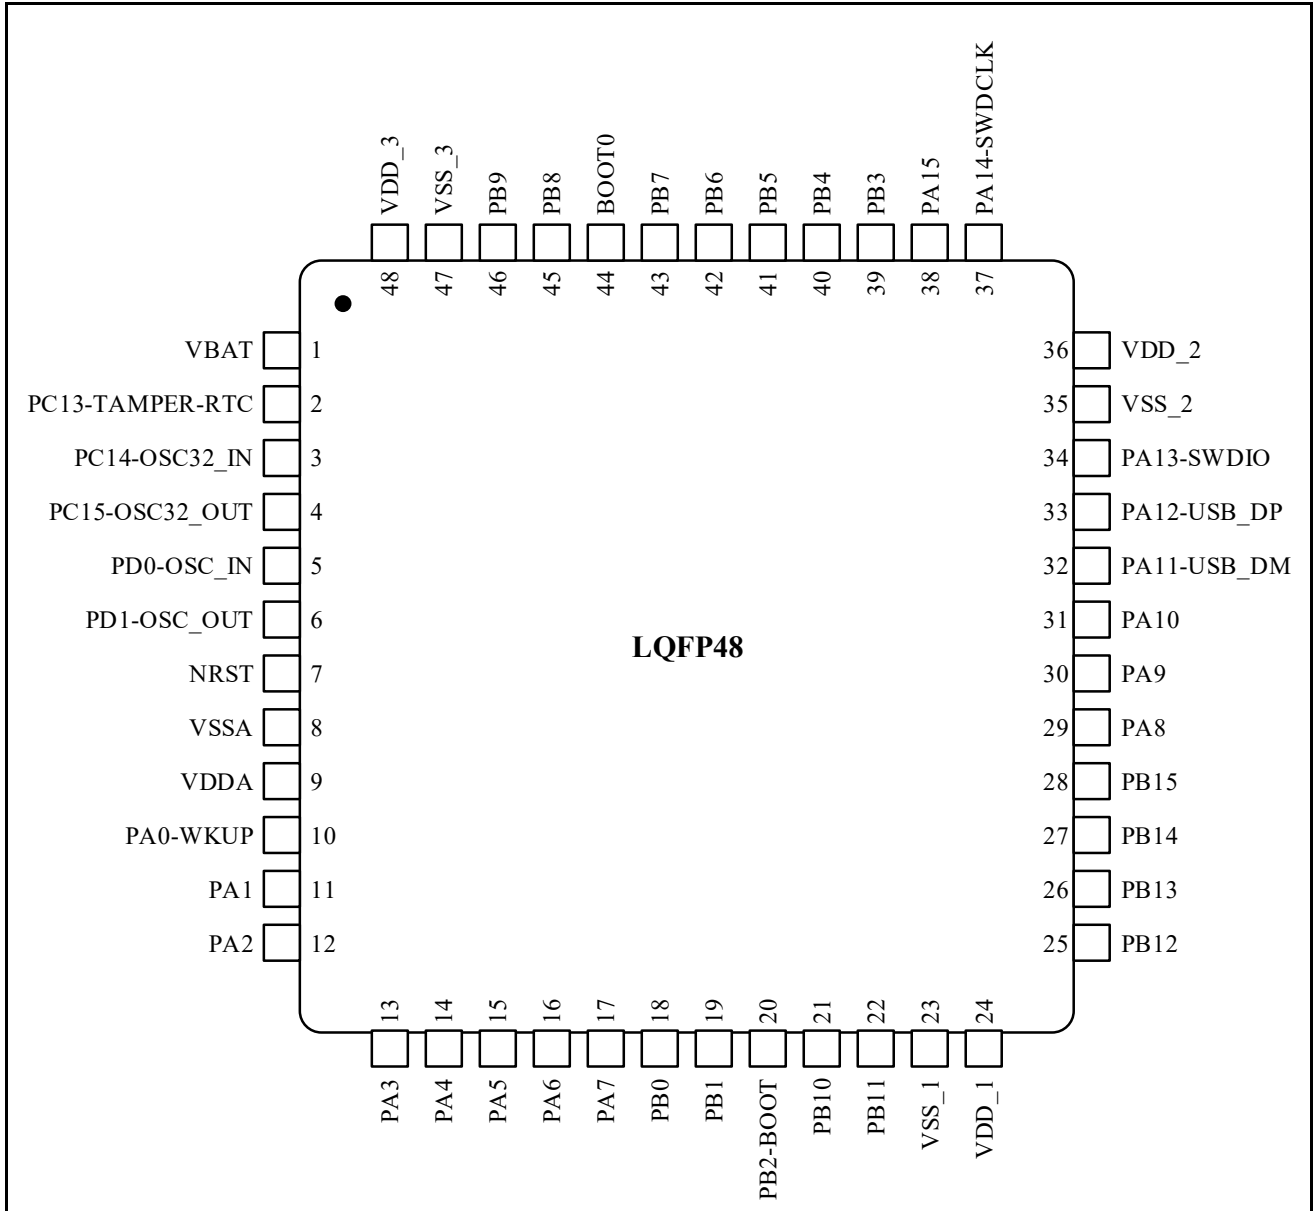 VDD_3
VSS_3
PB9
PB8
BOOT0
PB7
PB6
PB5
PB4
PB3
PA15
PA14-SWDCLK
48
47
46
45
44
43
42
41
40
39
38
37
VBAT 1
PC13-TAMPER-RTC 2
PC14-OSC32_IN 3
PC15-OSC32_OUT 4
PD0-OSC_IN 5
PD1-OSC_OUT 6
NRST 7
VSSA 8
VDDA 9
PA0-WKUP 10
PA1 11
PA2 12
LQFP48
36 VDD_2
35 VSS_2
34 PA13-SWDIO
33 PA12-USB_DP
32 PA11-USB_DM
31 PA10
30 PA9
29 PA8
28 PB15
27 PB14
26 PB13
25 PB12
13
14
15
16
17
18
19
20
21
22
23
24
PA3
PA4
PA5
PA6
PA7
PB0
PB1
PB2-BOOT
PB10
PB11
VSS_1
VDD_1